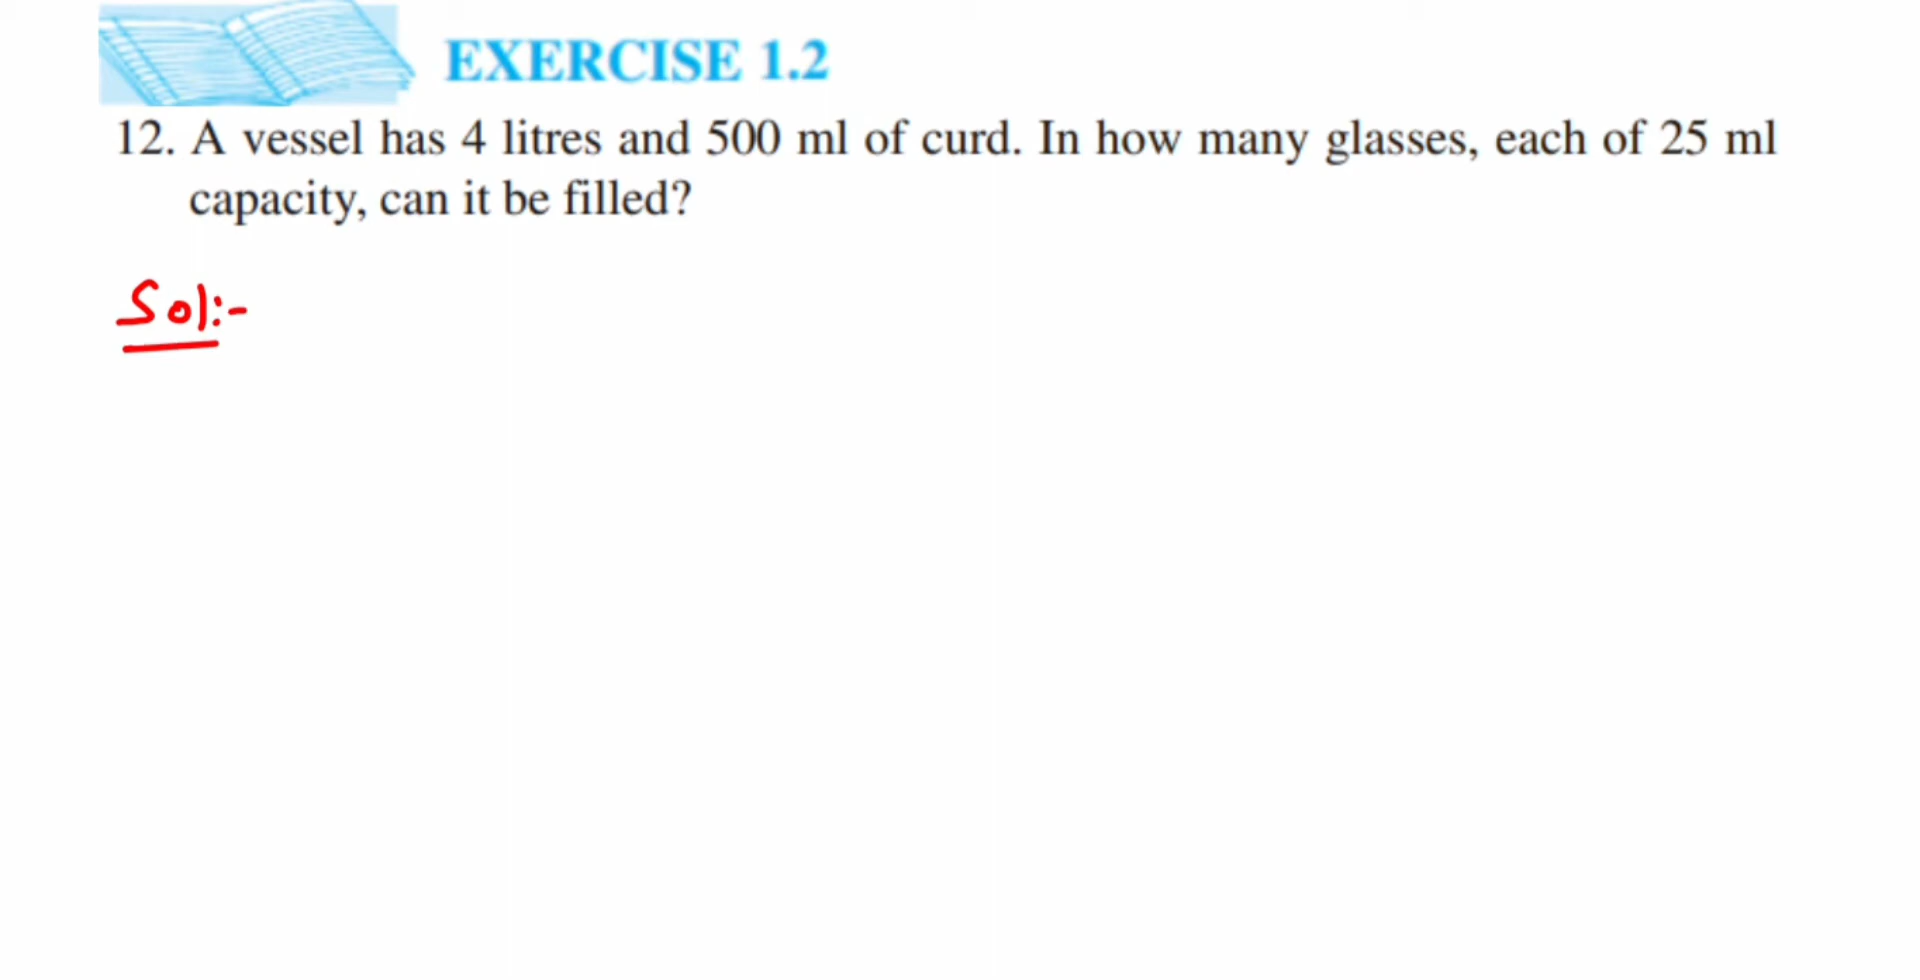 EXERCISE 1.2
12. A vessel has 4 litres and 500 ml of curd. In how many glasses, each of 25 ml
capacity, can it be filled?
Sol:-